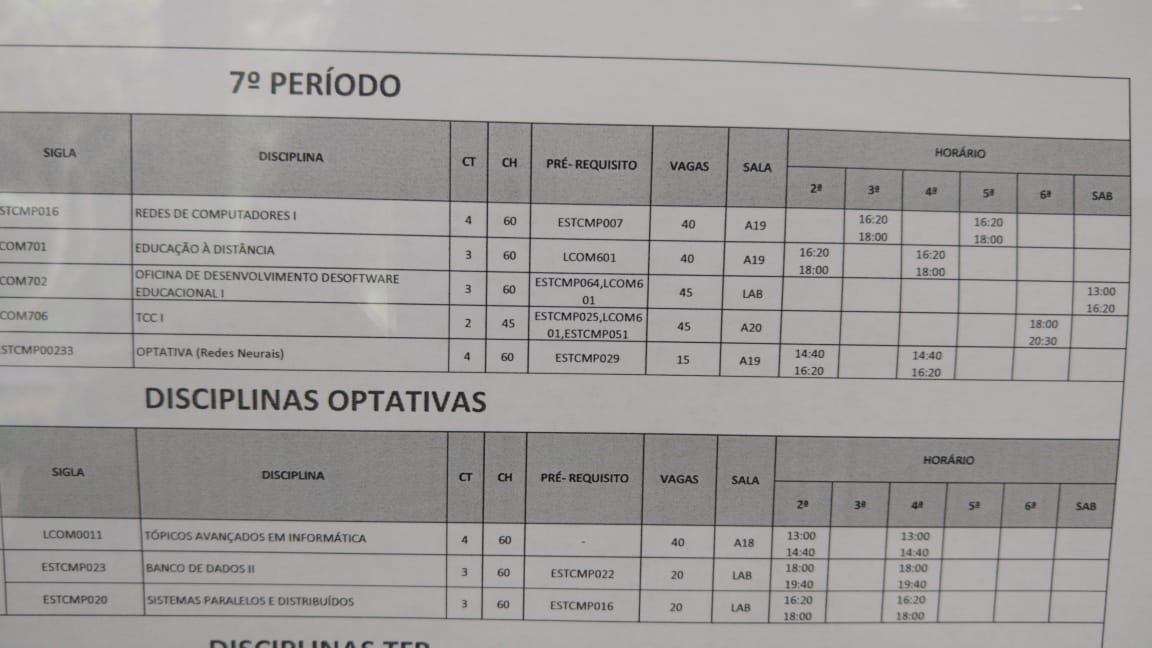 7º PERÍODO
SIGLA DISCIPLINA CT CH PRÉ- REQUISITO VAGAS SALA HORÁRIO
2ª 3ª 4ª 5ª 6ª SAB
STCMP016 REDES DE COMPUTADORES I 4 60 ESTCMP007 40 A19 16:20 16:20
18:00 18:00
COM701 EDUCAÇÃO À DISTÂNCIA 3 60 LCOM601 40 A19 16:20 16:20
18:00 18:00
COM702 OFICINA DE DESENVOLVIMENTO DESOFTWARE 3 60 ESTCMP064,LCOM6 45 LAB 13:00
EDUCACIONAL I 01 16:20
COM706 TCC I 2 45 ESTCMP025,LCOM6 45 A20 18:00
01,ESTCMP051 20:30
STCMP00233 OPTATIVA (Redes Neurais) 4 60 ESTCMP029 15 A19 14:40 14:40
16:20 16:20
DISCIPLINAS OPTATIVAS
SIGLA DISCIPLINA CT CH PRÉ- REQUISITO VAGAS SALA HORÁRIO
2ª 3ª 4ª 5ª 6ª SAB
LCOM0011 TÓPICOS AVANÇADOS EM INFORMÁTICA 4 60 - 40 A18 13:00 13:00
14:40 14:40
ESTCMP023 BANCO DE DADOS II 3 60 ESTCMP022 20 LAB 18:00 18:00
19:40 19:40
ESTCMP020 SISTEMAS PARALELOS E DISTRIBUÍDOS 3 60 ESTCMP016 20 LAB 16:20 16:20
18:00 18:00
DISCIPLINAS